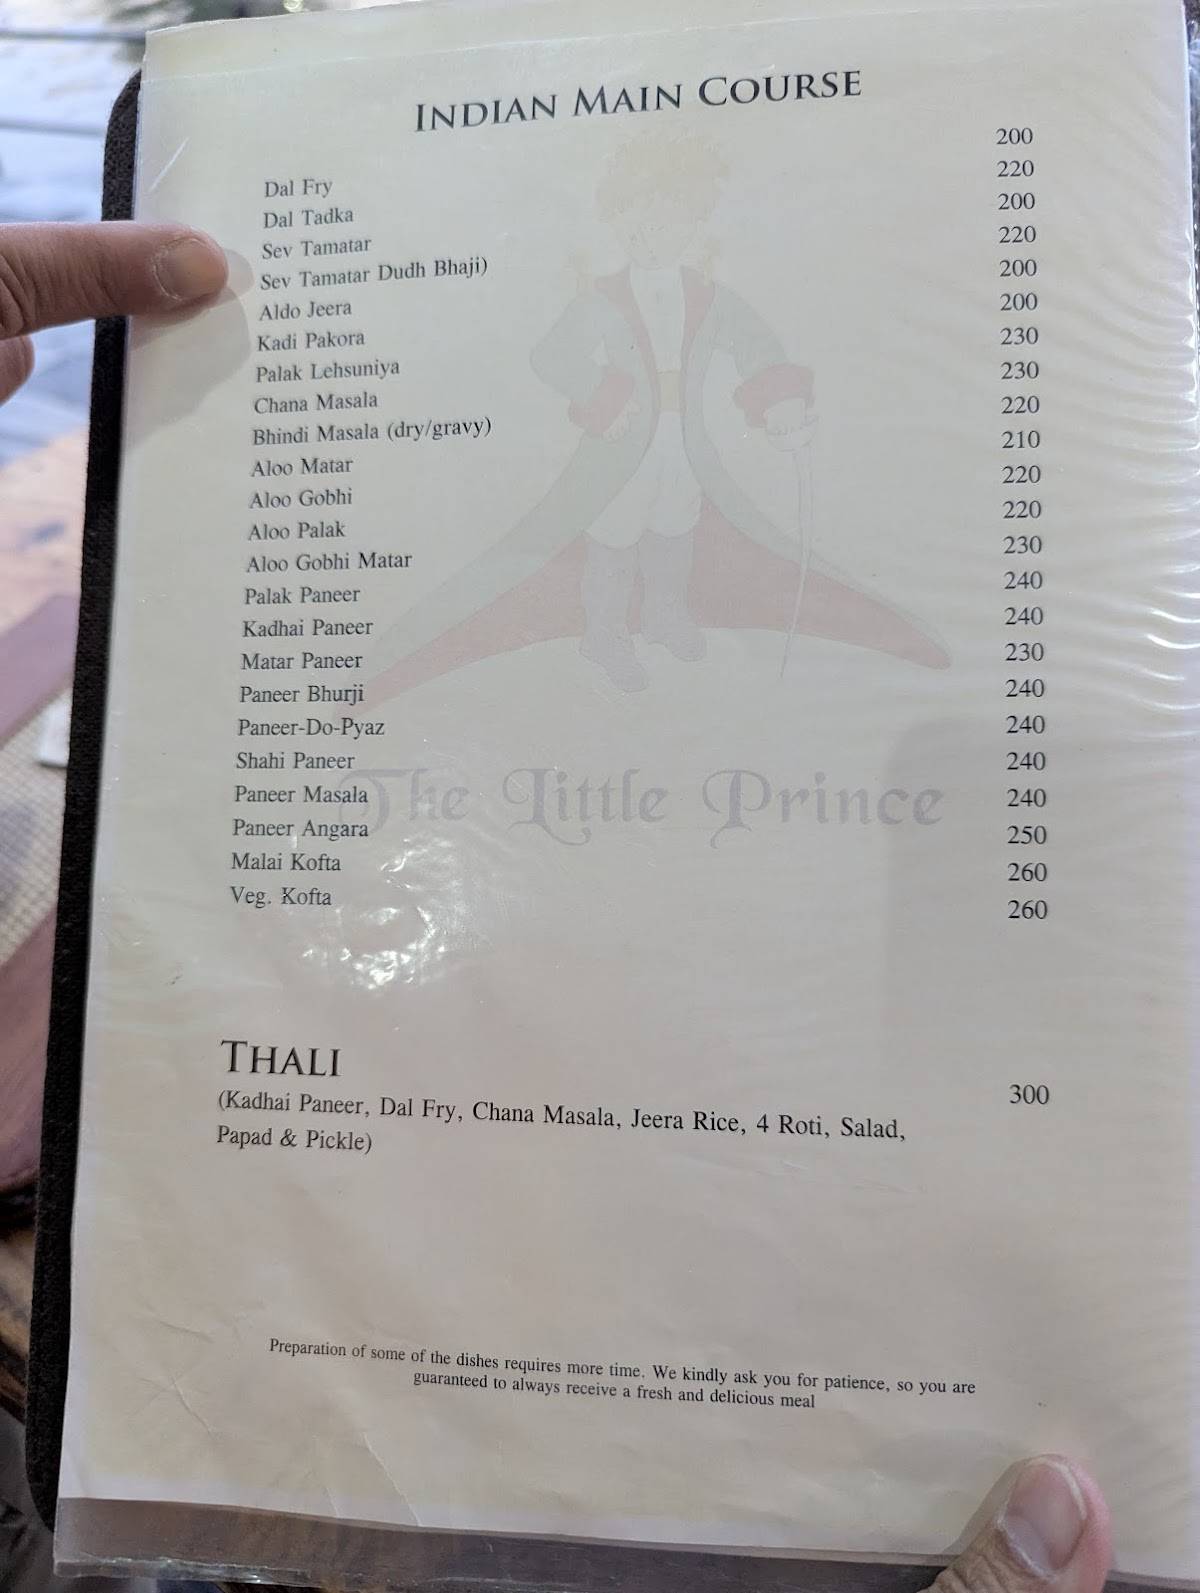 INDIAN MAIN COURSE
Dal Fry 200
Dal Tadka 220
Sev Tamatar 200
Sev Tamatar Dudh Bhaji) 220
Aldo Jeera 200
Kadi Pakora 200
Palak Lehsuniya 230
Chana Masala 230
Bhindi Masala (dry/gravy) 220
Aloo Matar 210
Aloo Gobhi 220
Aloo Palak 220
Aloo Gobhi Matar 230
Palak Paneer 240
Kadhai Paneer 240
Matar Paneer 230
Paneer Bhurji 240
Paneer-Do-Pyaz 240
Shahi Paneer 240
Paneer Masala 240
Paneer Angara 250
Malai Kofta 260
Veg. Kofta 260
The Little Prince
THALI 300
(Kadhai Paneer, Dal Fry, Chana Masala, Jeera Rice, 4 Roti, Salad,
Papad & Pickle)
Preparation of some of the dishes requires more time. We kindly ask you for patience, so you are
guaranteed to always receive a fresh and delicious meal